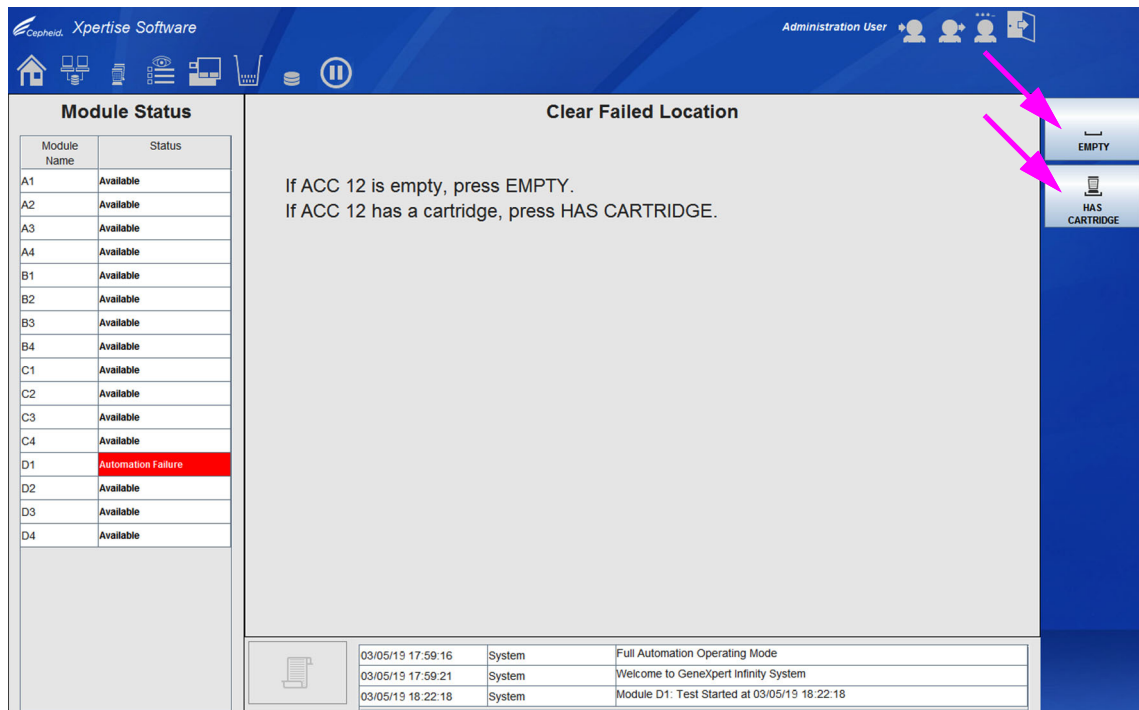 Cepheid. Xpertise Software
Administration User
Module Status
Module Name Status
A1 Available
A2 Available
A3 Available
A4 Available
B1 Available
B2 Available
B3 Available
B4 Available
C1 Available
C2 Available
C3 Available
C4 Available
D1 Automation Failure
D2 Available
D3 Available
D4 Available
Clear Failed Location
If ACC 12 is empty, press EMPTY.
If ACC 12 has a cartridge, press HAS CARTRIDGE.
EMPTY
HAS
CARTRIDGE
03/05/19 17:59:16 System Full Automation Operating Mode
03/05/19 17:59:21 System Welcome to GeneXpert Infinity System
03/05/19 18:22:18 System Module D1: Test Started at 03/05/19 18:22:18